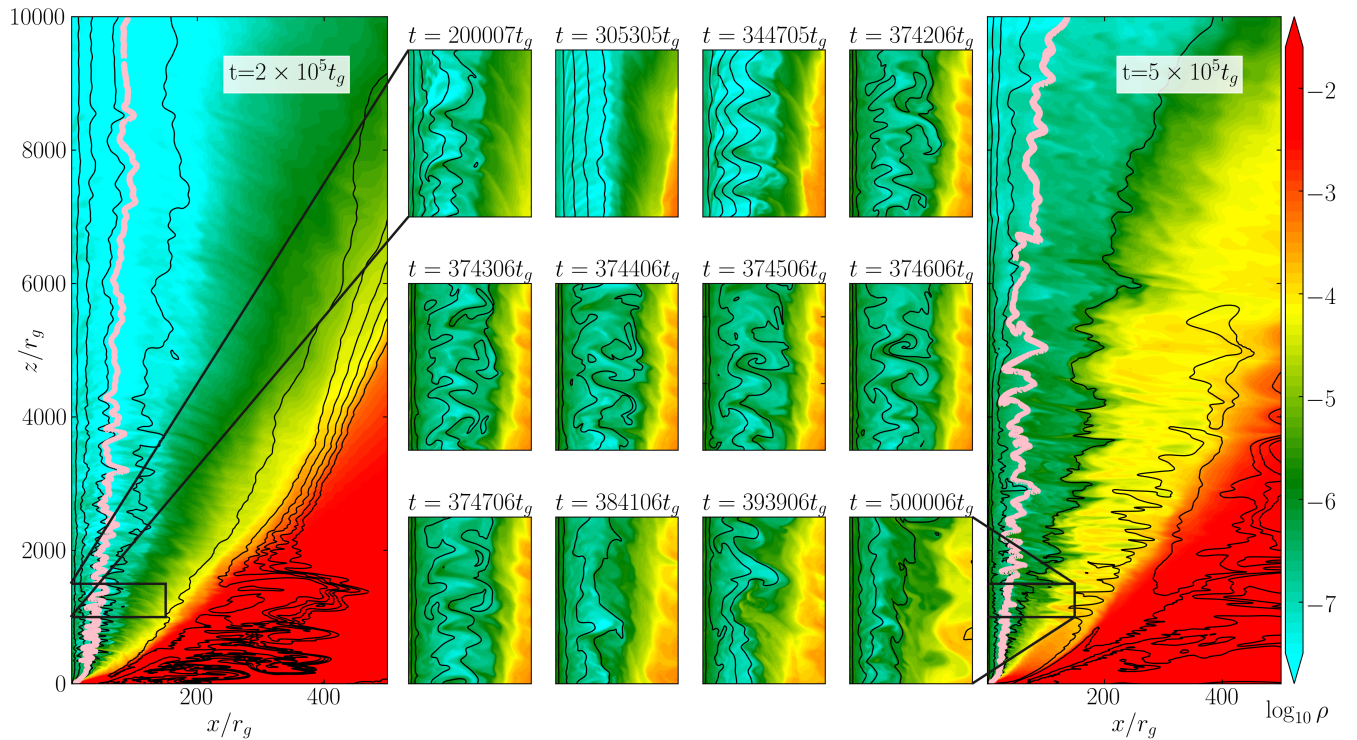 10000
8000
6000
4000
2000
0
z/r_g
200
400
x/r_g
t=2 × 10^5 t_g
t = 200007t_g
t = 305305t_g
t = 344705t_g
t = 374206t_g
t = 374306t_g
t = 374406t_g
t = 374506t_g
t = 374606t_g
t = 374706t_g
t = 384106t_g
t = 393906t_g
t = 500006t_g
t=5 × 10^5 t_g
200
400
x/r_g
−2
−3
−4
−5
−6
−7
log_10 ρ